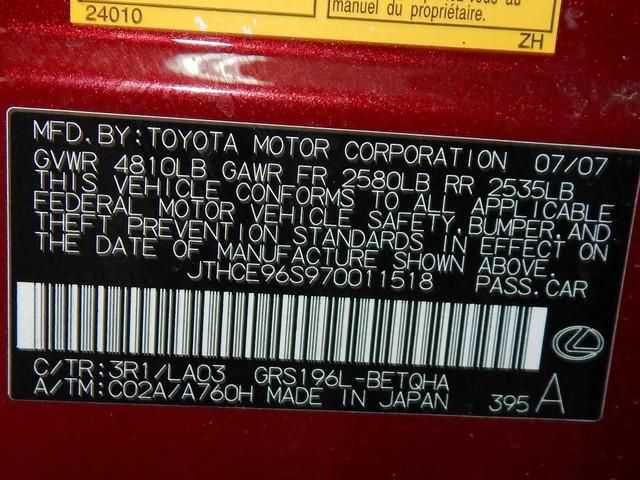 24010
manuel du propriétaire.
ZH
MFD.BY:TOYOTA MOTOR CORPORATION 07/07
GVWR 4810LB GAWR FR 2580LB RR 2535LB
THIS VEHICLE CONFORMS TO ALL APPLICABLE
FEDERAL MOTOR VEHICLE SAFETY,BUMPER,AND
THEFT PREVENTION STANDARDS IN EFFECT ON
THE DATE OF MANUFACTURE SHOWN ABOVE.
JTHCE96S970011518 PASS.CAR
C/TR:3R1/LA03 GRS196L-BETQHA
A/TM:C02A/A760H MADE IN JAPAN 395 A